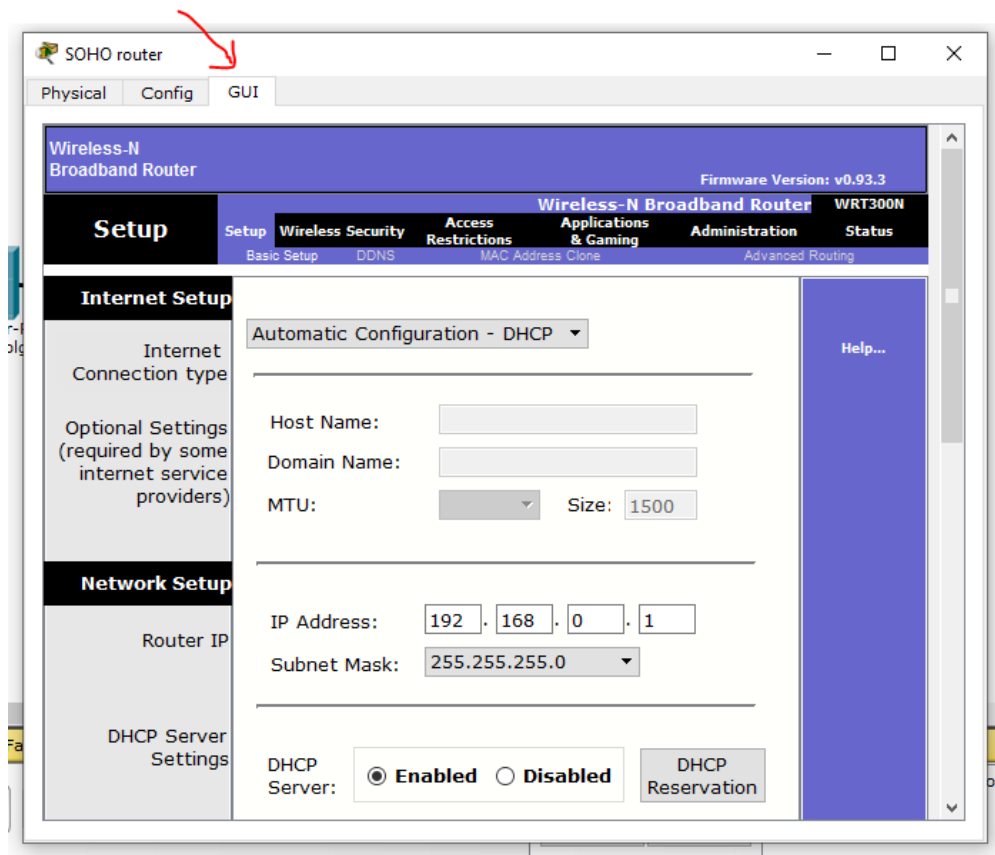 SOHO router
Physical Config GUI
Wireless-N
Broadband Router
Firmware Version: v0.93.3
Wireless-N Broadband Router WRT300N
Setup
Setup Wireless Security Access Restrictions Applications & Gaming Administration Status
Basic Setup DDNS MAC Address Clone Advanced Routing
Internet Setup
Internet
Connection type
Automatic Configuration - DHCP
Help...
Optional Settings
(required by some
internet service
providers)
Host Name:
Domain Name:
MTU: Size: 1500
Network Setup
Router IP
IP Address: 192 . 168 . 0 . 1
Subnet Mask: 255.255.255.0
DHCP Server
Settings
DHCP
Server:
Enabled Disabled
DHCP
Reservation